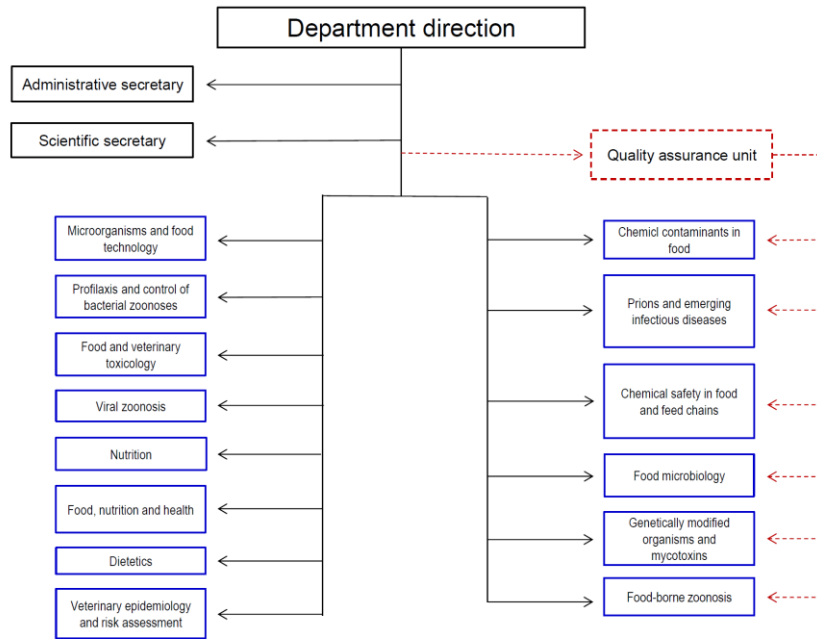 Department direction
Administrative secretary
Scientific secretary
Quality assurance unit
Microorganisms and food
technology
Profilaxis and control of
bacterial zoonoses
Food and veterinary
toxicology
Viral zoonosis
Nutrition
Food, nutrition and health
Dietetics
Veterinary epidemiology
and risk assessment
Chemicl contaminants in
food
Prions and emerging
infectious diseases
Chemical safety in food
and feed chains
Food microbiology
Genetically modified
organisms and
mycotoxins
Food-borne zoonosis